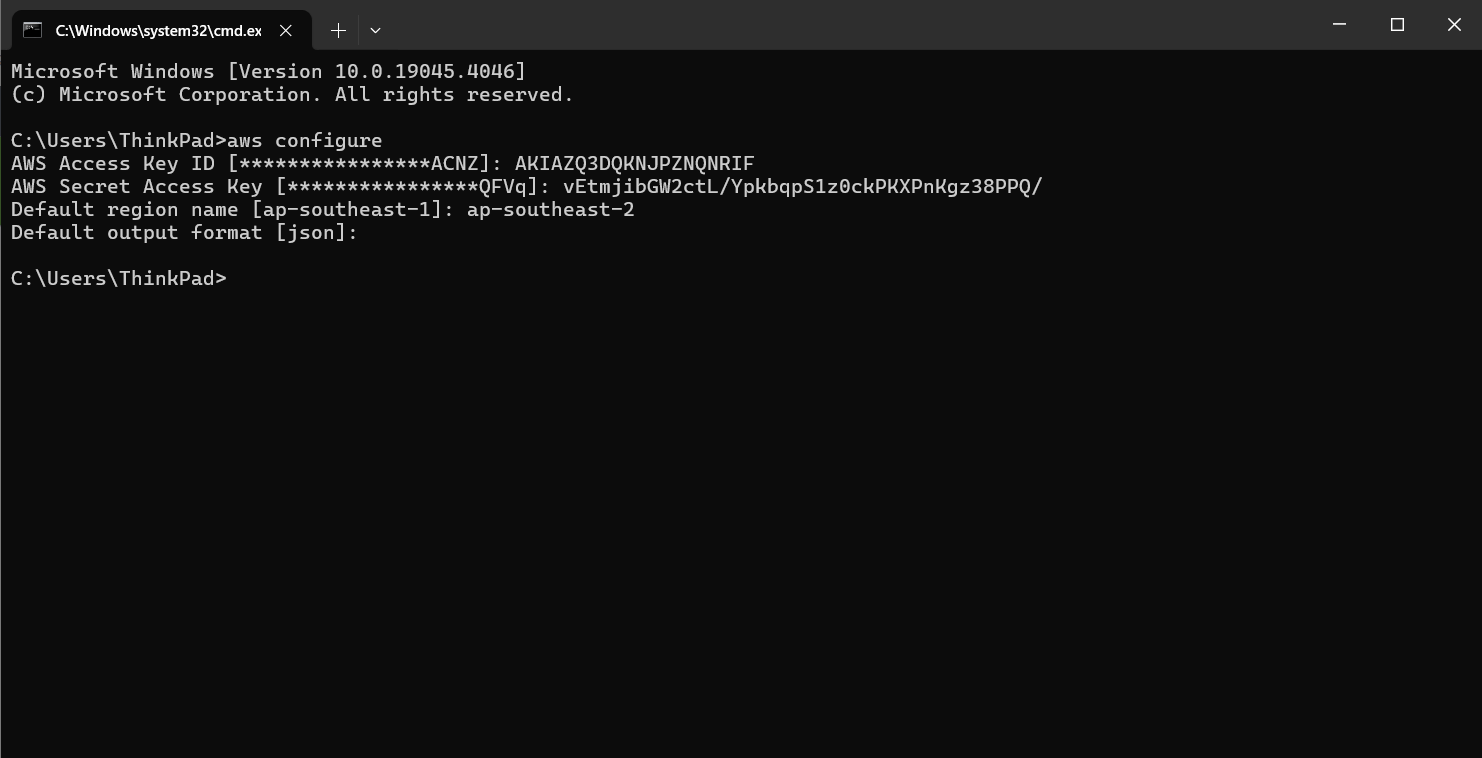 C:\Windows\system32\cmd.ex
Microsoft Windows [Version 10.0.19045.4046]
(c) Microsoft Corporation. All rights reserved.
C:\Users\ThinkPad>aws configure
AWS Access Key ID [****************ACNZ]: AKIAZQ3DQKNJPZNQNRIF
AWS Secret Access Key [****************QFVq]: 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
Default region name [ap-southeast-1]: ap-southeast-2
Default output format [json]:
C:\Users\ThinkPad>